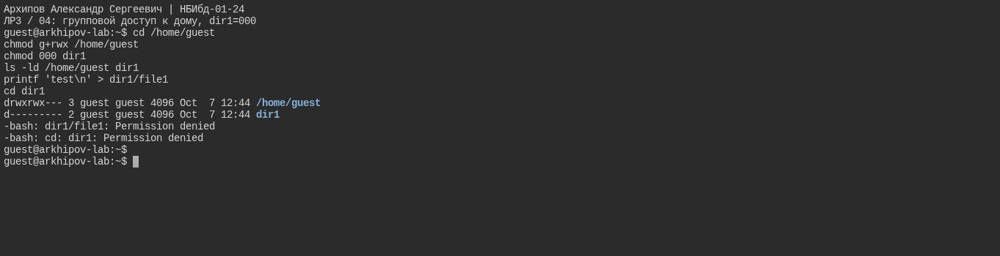 Архипов Александр Сергеевич | НБИбд-01-24
ЛР3 / 04: групповой доступ к дому, dir1=000
guest@arkhipov-lab:~$ cd /home/guest
chmod g+rwx /home/guest
chmod 000 dir1
ls -ld /home/guest dir1
printf 'test\n' > dir1/file1
cd dir1
drwxrwx--- 3 guest guest 4096 Oct  7 12:44 /home/guest
d--------- 2 guest guest 4096 Oct  7 12:44 dir1
-bash: dir1/file1: Permission denied
-bash: cd: dir1: Permission denied
guest@arkhipov-lab:~$
guest@arkhipov-lab:~$